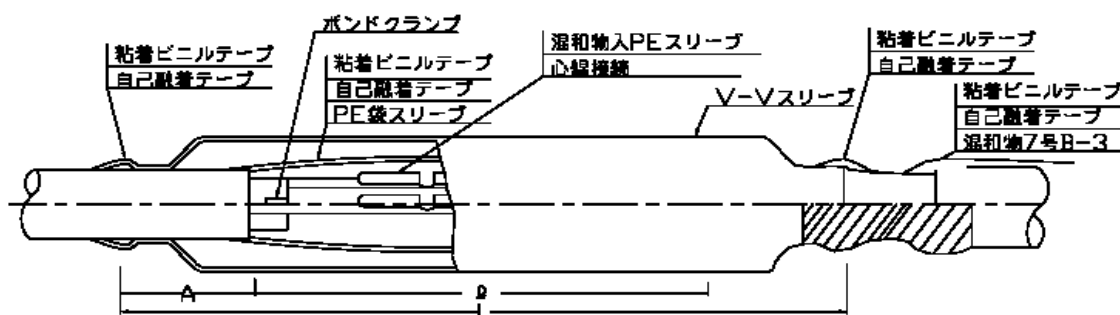 ボンドクランプ
粘着ビニルテープ
自己融着テープ
粘着ビニルテープ
自己融着テープ
PE袋スリーブ
混和物入PEスリーブ
心線接続
粘着ビニルテープ
自己融着テープ
V-Vスリーブ
粘着ビニルテープ
自己融着テープ
混和物7号B-3
A
L